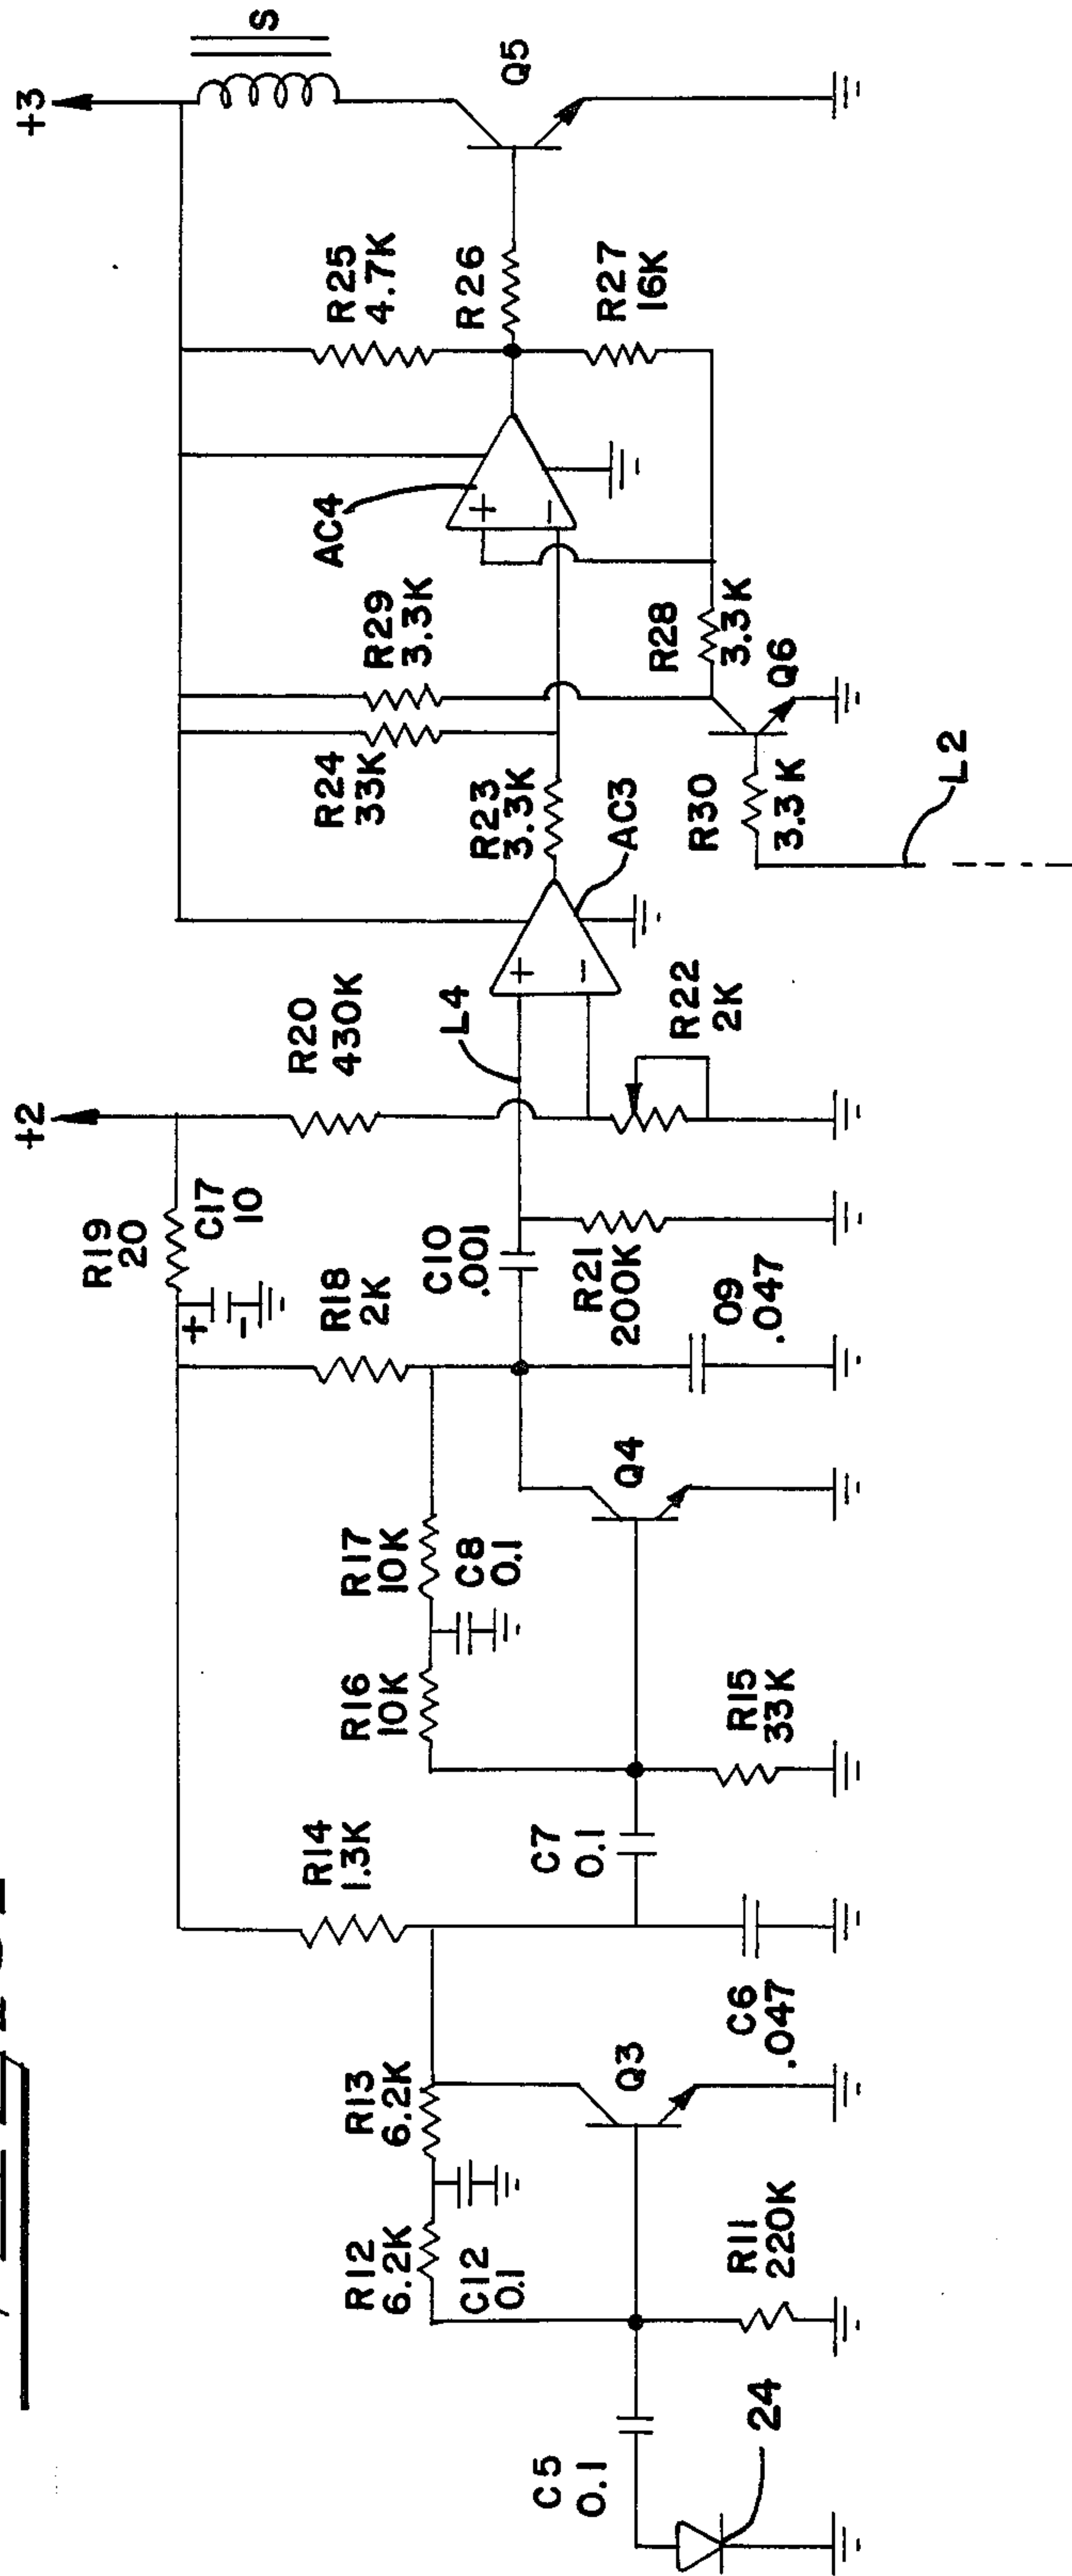 +3
S
Q5
R25
4.7K
R26
R27
16K
AC4
+
−
R29
3.3K
R28
3.3K
Q6
R24
33K
R23
3.3K
AC3
R30
3.3K
L2
+2
R20
430K
L4
+
−
R22
2K
R19
20
C17
10
+
−
R18
2K
C10
.001
R21
200K
09
.047
R17
10K
C8
0.1
R16
10K
Q4
R15
33K
R14
1.3K
C7
0.1
C6
.047
R13
6.2K
Q3
R12
6.2K
C12
0.1
R11
220K
C5
0.1
24